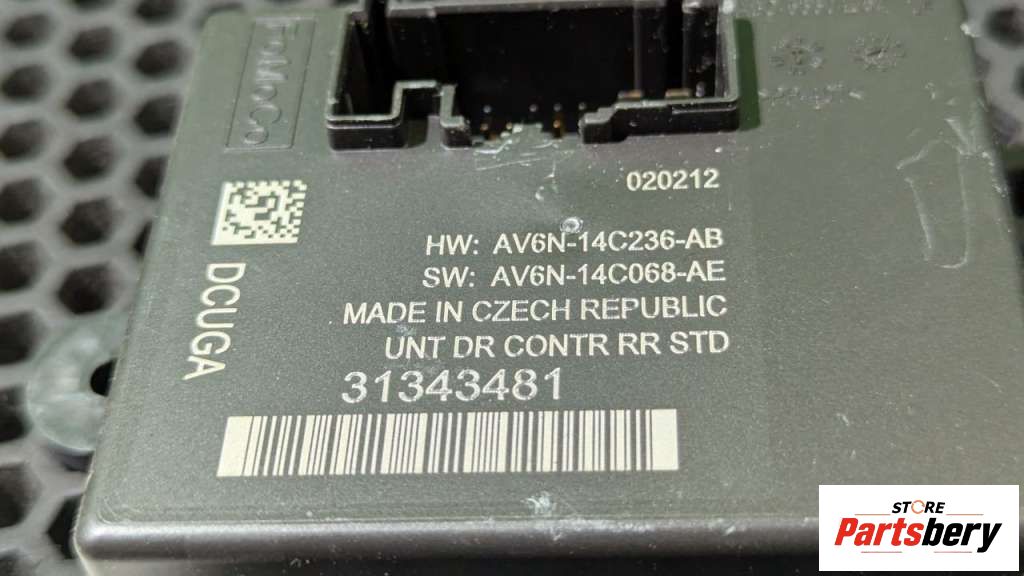 FoMoCo
020212
HW: AV6N-14C236-AB
SW: AV6N-14C068-AE
MADE IN CZECH REPUBLIC
UNT DR CONTR RR STD
31343481
DCUGA
STORE
Partsbery